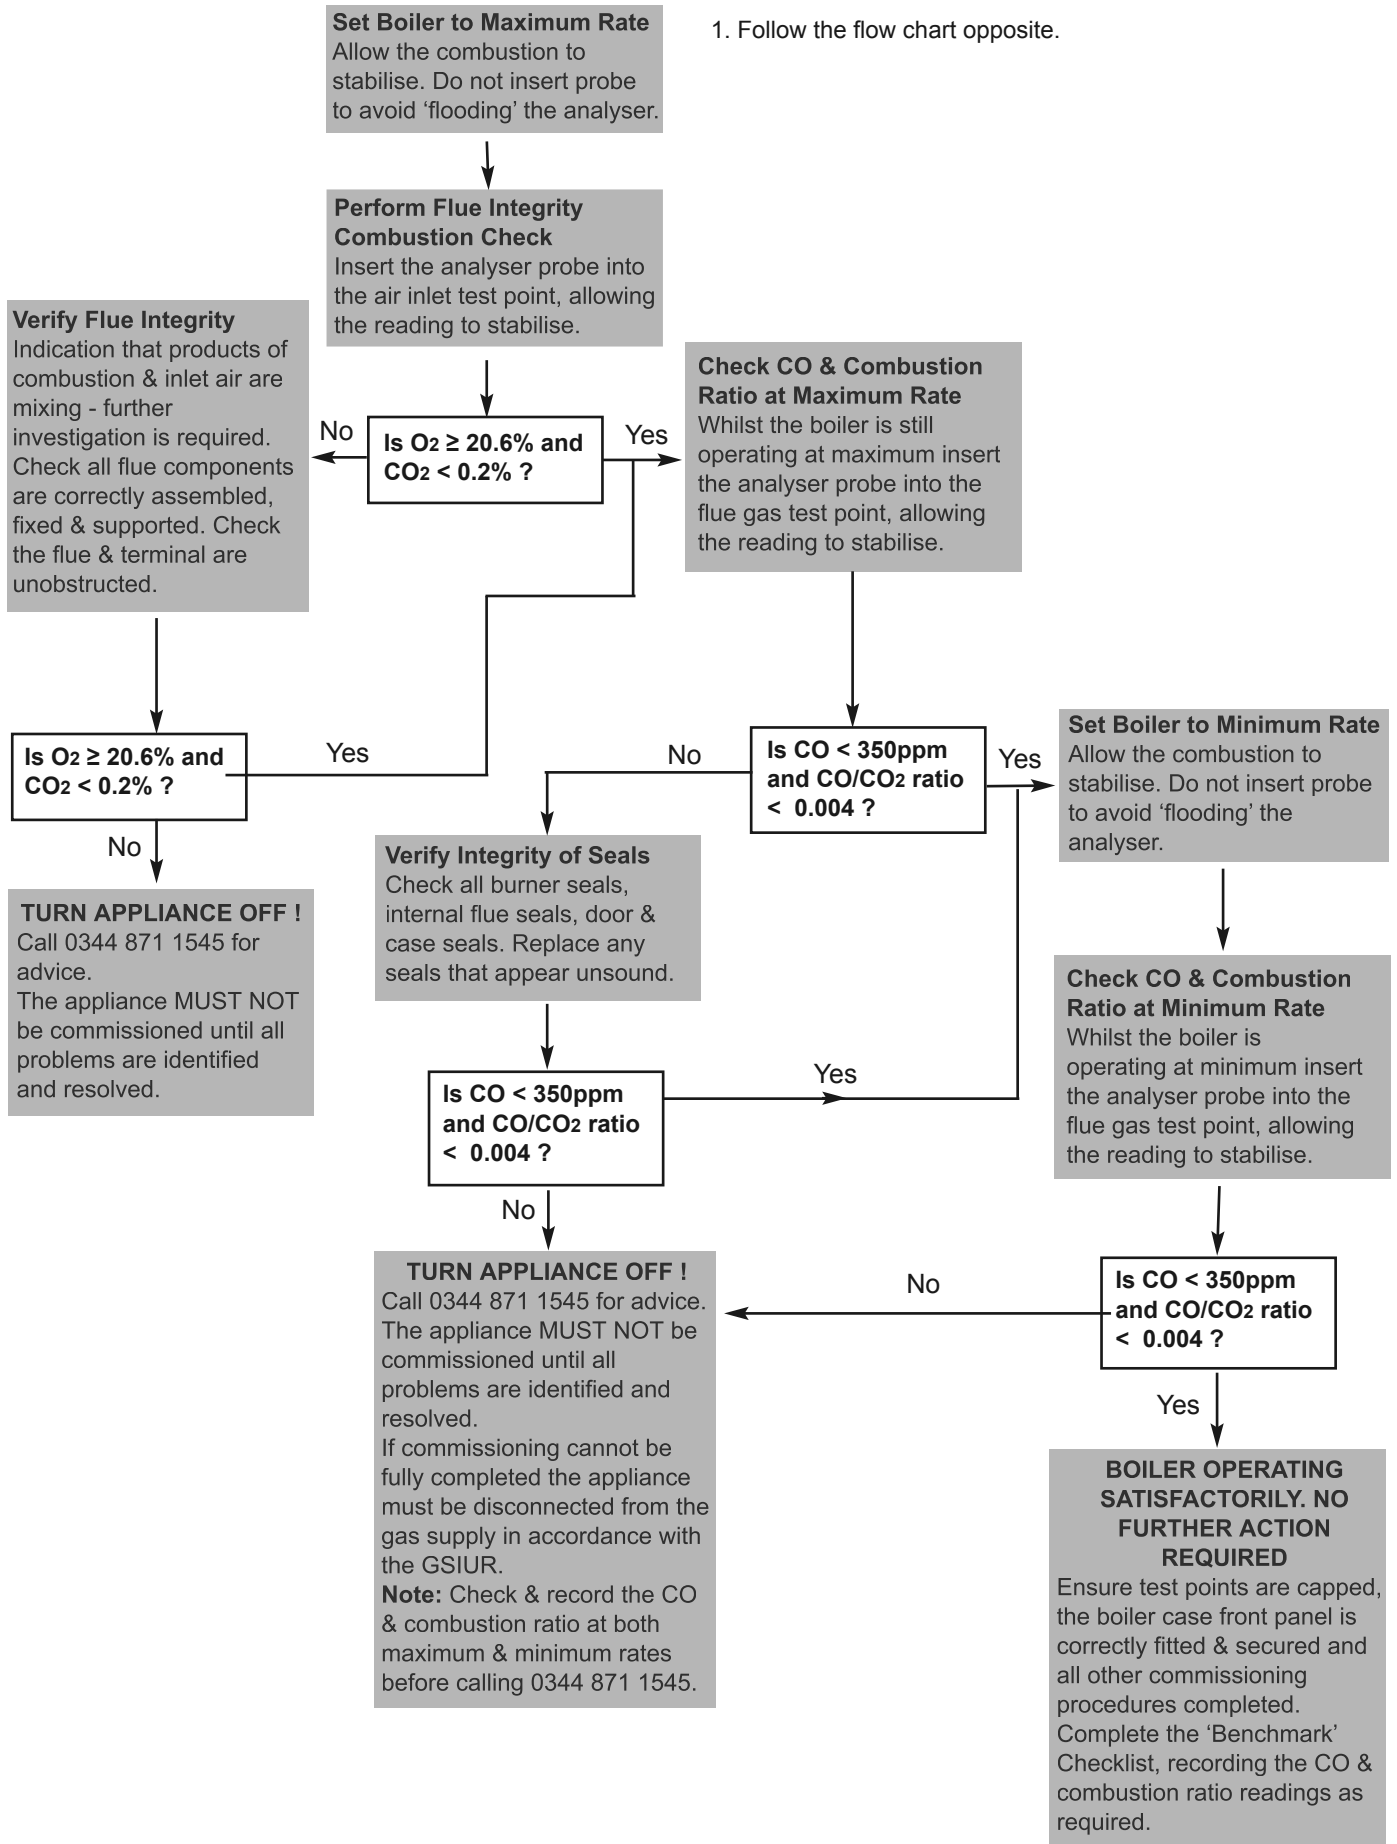 Set Boiler to Maximum Rate
Allow the combustion to
stabilise. Do not insert probe
to avoid ‘flooding’ the analyser.
1. Follow the flow chart opposite.
Perform Flue Integrity
Combustion Check
Insert the analyser probe into
the air inlet test point, allowing
the reading to stabilise.
Verify Flue Integrity
Indication that products of
combustion & inlet air are
mixing - further
investigation is required.
Check all flue components
are correctly assembled,
fixed & supported. Check
the flue & terminal are
unobstructed.
No
Is O2 ≥ 20.6% and
CO2 < 0.2% ?
Yes
Check CO & Combustion
Ratio at Maximum Rate
Whilst the boiler is still
operating at maximum insert
the analyser probe into the
flue gas test point, allowing
the reading to stabilise.
Is O2 ≥ 20.6% and
CO2 < 0.2% ?
Yes
No
TURN APPLIANCE OFF !
Call 0344 871 1545 for
advice.
The appliance MUST NOT
be commissioned until all
problems are identified
and resolved.
No
Is CO < 350ppm
and CO/CO2 ratio
< 0.004 ?
Yes
Set Boiler to Minimum Rate
Allow the combustion to
stabilise. Do not insert probe
to avoid ‘flooding’ the
analyser.
Verify Integrity of Seals
Check all burner seals,
internal flue seals, door &
case seals. Replace any
seals that appear unsound.
Check CO & Combustion
Ratio at Minimum Rate
Whilst the boiler is
operating at minimum insert
the analyser probe into the
flue gas test point, allowing
the reading to stabilise.
Is CO < 350ppm
and CO/CO2 ratio
< 0.004 ?
Yes
No
TURN APPLIANCE OFF !
Call 0344 871 1545 for advice.
The appliance MUST NOT be
commissioned until all
problems are identified and
resolved.
If commissioning cannot be
fully completed the appliance
must be disconnected from the
gas supply in accordance with
the GSIUR.
Note: Check & record the CO
& combustion ratio at both
maximum & minimum rates
before calling 0344 871 1545.
No
Is CO < 350ppm
and CO/CO2 ratio
< 0.004 ?
Yes
BOILER OPERATING
SATISFACTORILY. NO
FURTHER ACTION
REQUIRED
Ensure test points are capped,
the boiler case front panel is
correctly fitted & secured and
all other commissioning
procedures completed.
Complete the ‘Benchmark’
Checklist, recording the CO &
combustion ratio readings as
required.